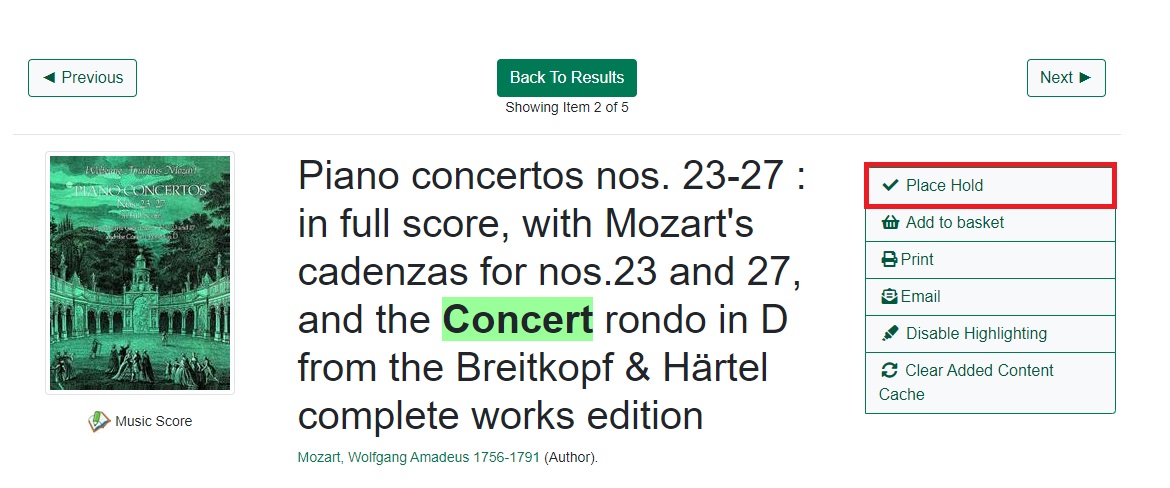 ◄ Previous
Back To Results
Next ►
Showing Item 2 of 5
Wolfgang Amadeus Mozart
PIANO CONCERTOS
Nos. 23-27
in Full Score
Music Score
Piano concertos nos. 23-27 :
in full score, with Mozart's
cadenzas for nos.23 and 27,
and the Concert rondo in D
from the Breitkopf & Härtel
complete works edition
Mozart, Wolfgang Amadeus 1756-1791 (Author).
Place Hold
Add to basket
Print
Email
Disable Highlighting
Clear Added Content
Cache